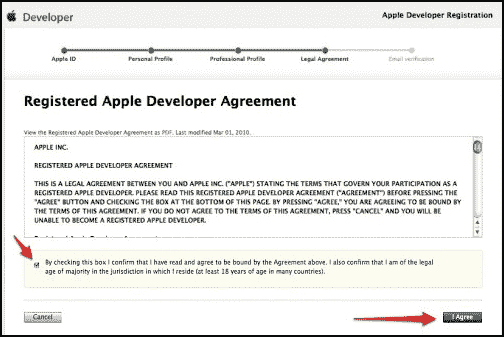 Developer
Apple Developer Registration
Apple ID
Personal Profile
Professional Profile
Legal Agreement
Email verification
Registered Apple Developer Agreement
View the Registered Apple Developer Agreement as PDF. Last modified Mar 01, 2010.
APPLE INC.
REGISTERED APPLE DEVELOPER AGREEMENT
THIS IS A LEGAL AGREEMENT BETWEEN YOU AND APPLE INC. ("APPLE") STATING THE TERMS THAT GOVERN YOUR PARTICIPATION AS A
REGISTERED APPLE DEVELOPER. PLEASE READ THIS REGISTERED APPLE DEVELOPER AGREEMENT ("AGREEMENT") BEFORE PRESSING THE
"AGREE" BUTTON AND CHECKING THE BOX AT THE BOTTOM OF THIS PAGE. BY PRESSING "AGREE," YOU ARE AGREEING TO BE BOUND BY
THE TERMS OF THIS AGREEMENT. IF YOU DO NOT AGREE TO THE TERMS OF THIS AGREEMENT, PRESS "CANCEL" AND YOU WILL BE
UNABLE TO BECOME A REGISTERED APPLE DEVELOPER.
By checking this box I confirm that I have read and agree to be bound by the Agreement above. I also confirm that I am of the legal
age of majority in the jurisdiction in which I reside (at least 18 years of age in many countries).
Cancel
I Agree